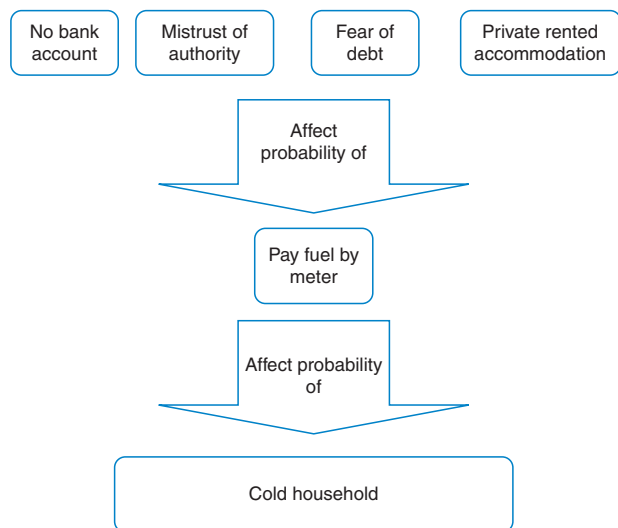 No bank
account
Mistrust of
authority
Fear of
debt
Private rented
accommodation
Affect
probability of
Pay fuel by
meter
Affect probability
of
Cold household